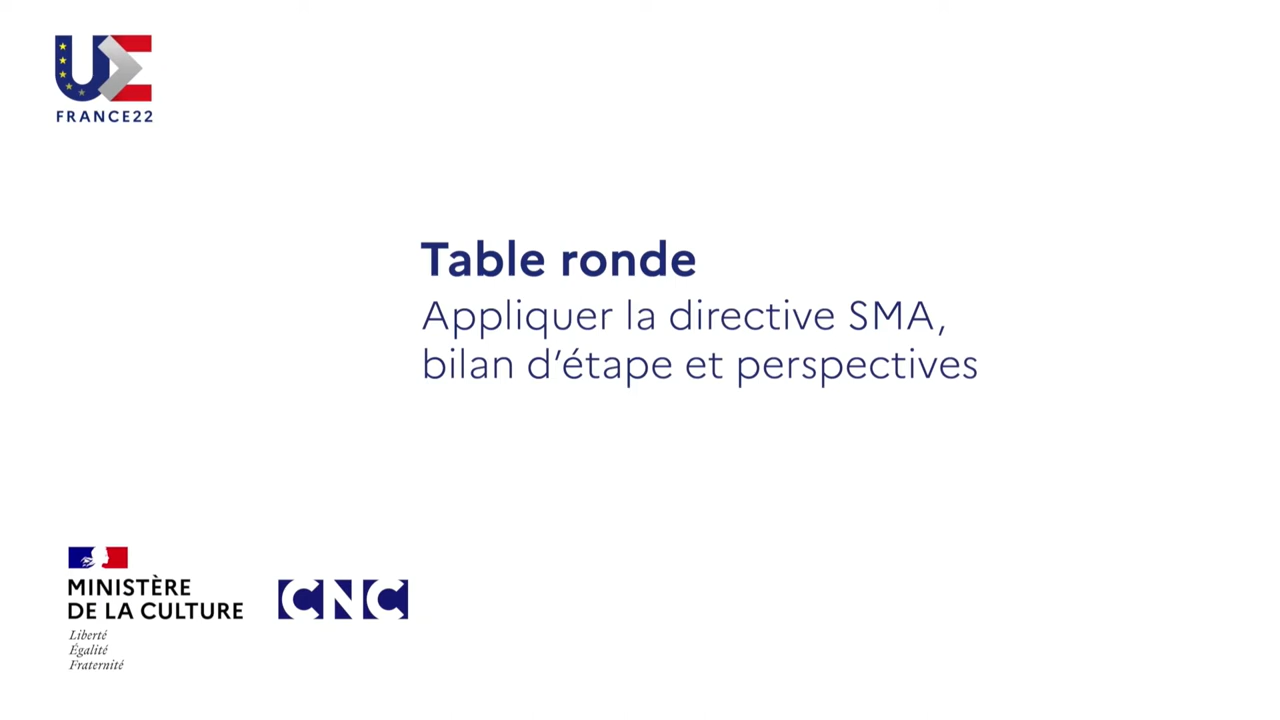 UE
FRANCE22
Table ronde
Appliquer la directive SMA,
bilan d’étape et perspectives
MINISTÈRE
DE LA CULTURE
Liberté
Égalité
Fraternité
CNC